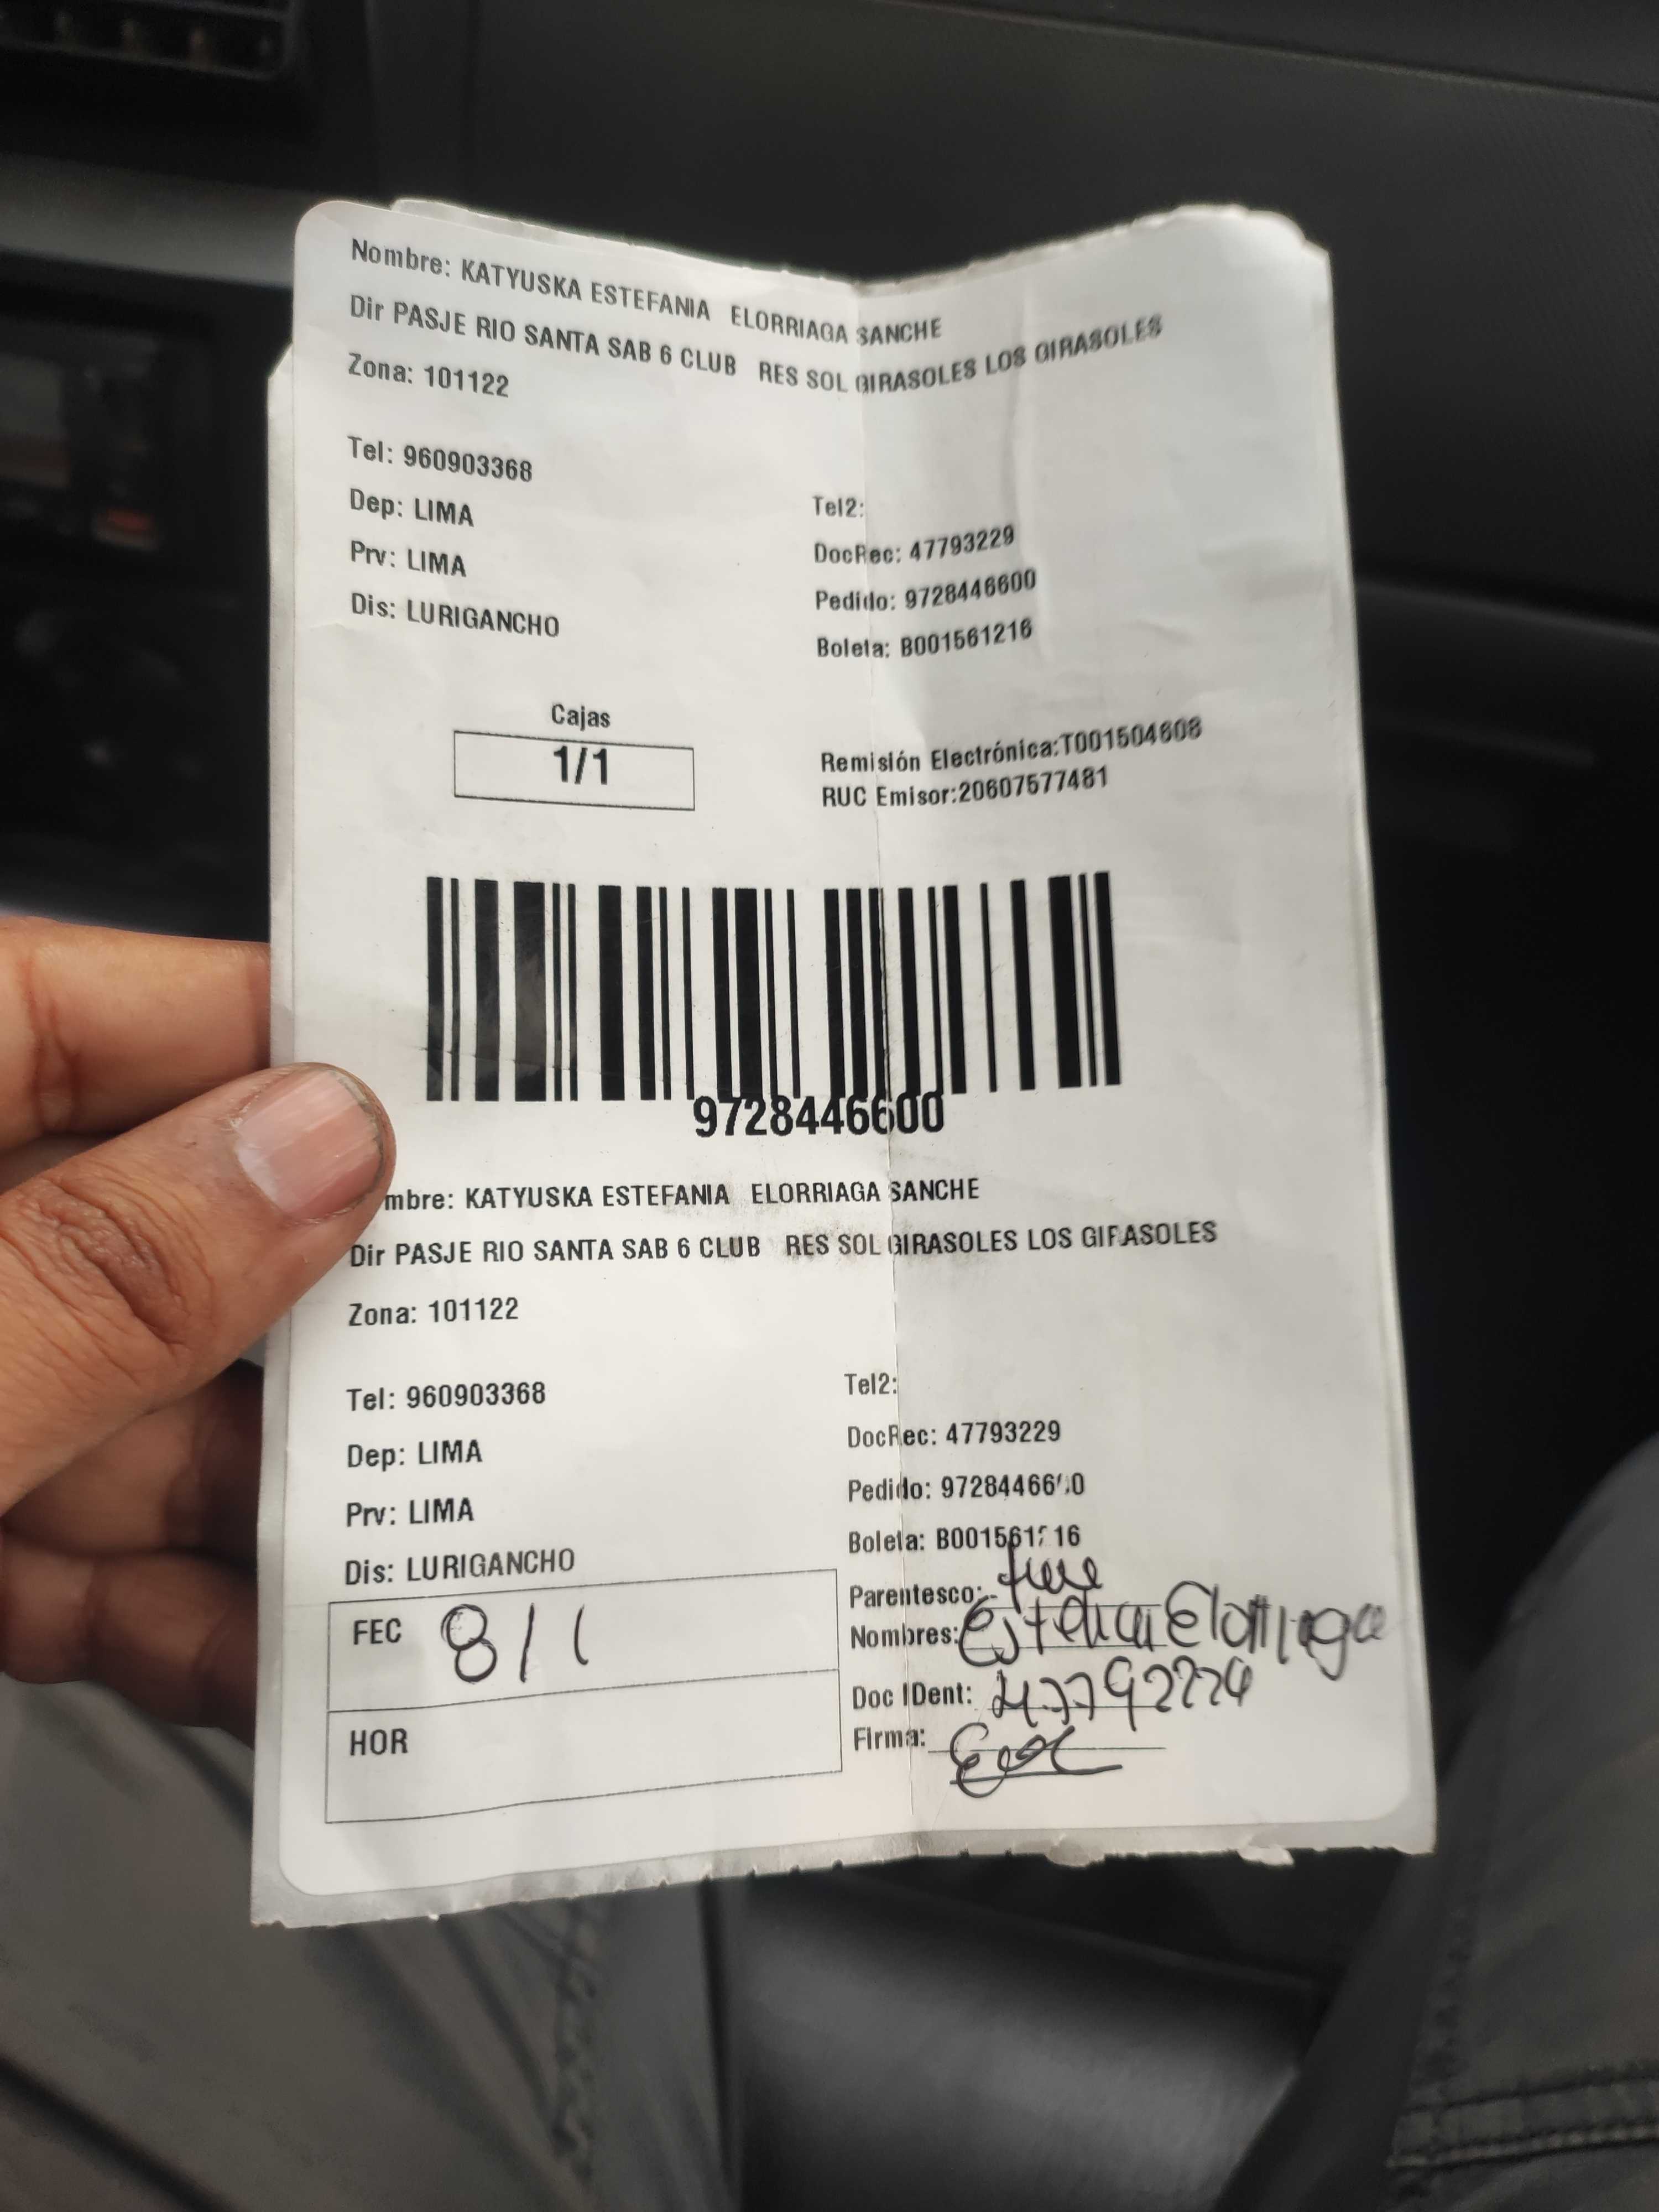 Nombre: KATYUSKA ESTEFANIA ELORRIAGA SANCHE
Dir PASJE RIO SANTA SAB 6 CLUB RES SOL GIRASOLES LOS GIRASOLES
Zona: 101122
Tel: 960903368
Tel2:
Dep: LIMA
DocRec: 47793229
Prv: LIMA
Pedido: 9728446600
Dis: LURIGANCHO
Boleta: B001561216
Cajas
1/1
Remisión Electrónica:T001504608
RUC Emisor:20607577481
9728446600
mbre: KATYUSKA ESTEFANIA ELORRIAGA SANCHE
Dir PASJE RIO SANTA SAB 6 CLUB RES SOL GIRASOLES LOS GIRASOLES
Zona: 101122
Tel: 960903368
Tel2:
Dep: LIMA
DocRec: 47793229
Prv: LIMA
Pedido: 9728446600
Dis: LURIGANCHO
Boleta: B001561216
FEC 8/1
HOR
Parentesco:
Nombres: Elorriaga
Doc IDent:
Firma: